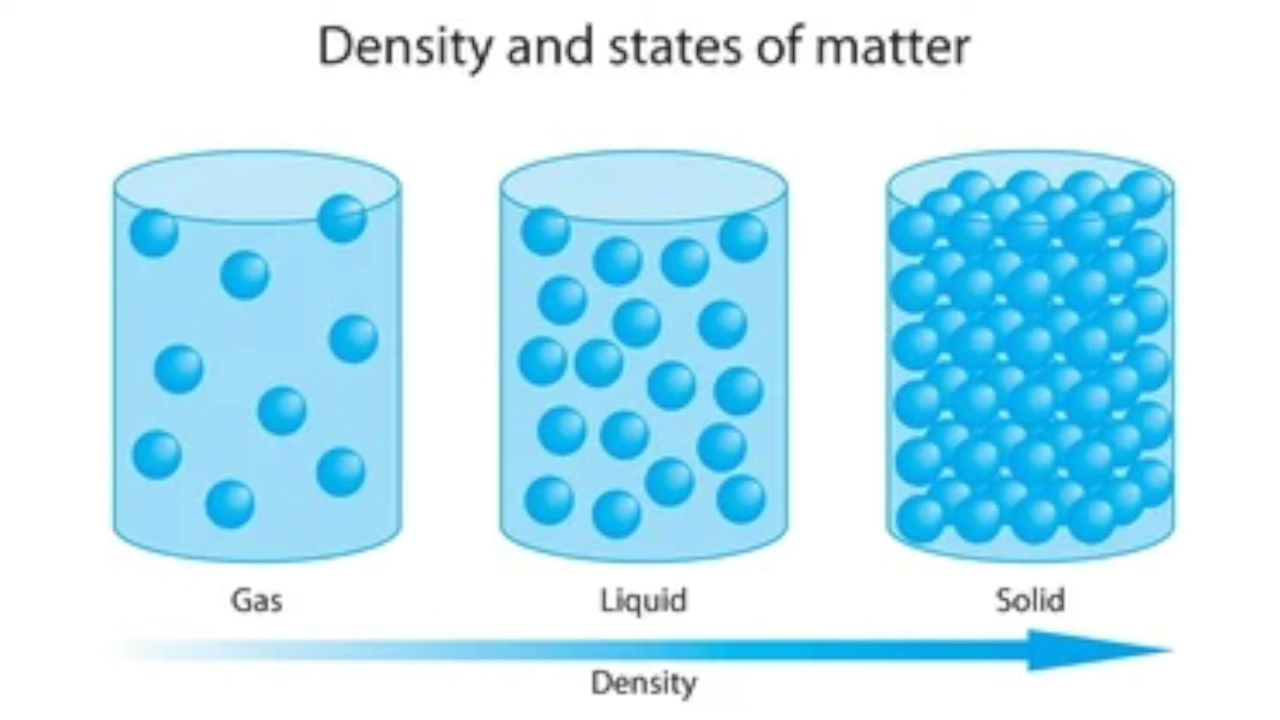 Density and states of matter
Gas
Liquid
Solid
Density